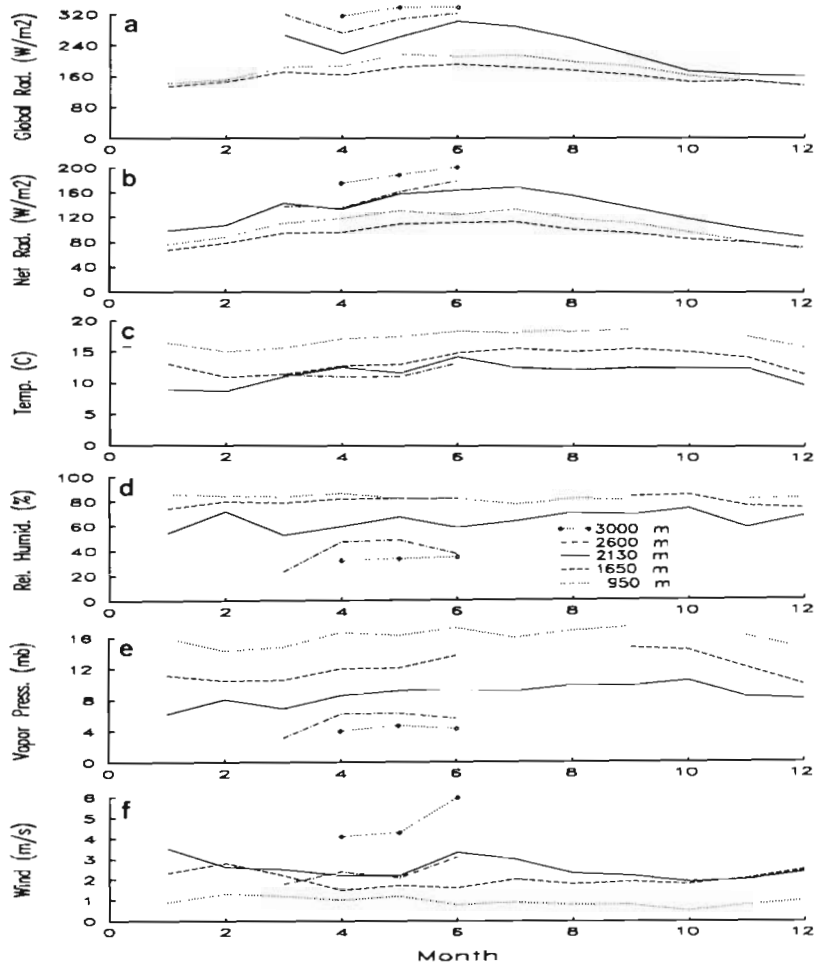 a
Global Rad. (W/m2)
320
240
160
80
0
0 2 4 6 8 10 12
b
Net Rad. (W/m2)
200
160
120
80
40
0
0 2 4 6 8 10 12
c
Temp. (C)
20
15
10
5
0
0 2 4 6 8 10 12
d
Rel. Humid. (%)
100
80
60
40
20
0
3000 m
2600 m
2130 m
1650 m
950 m
0 2 4 6 8 10 12
e
Vapor Press. (mb)
16
12
8
4
0
0 2 4 6 8 10 12
f
Wind (m/s)
6
5
4
3
2
1
0
0 2 4 6 8 10 12
Month